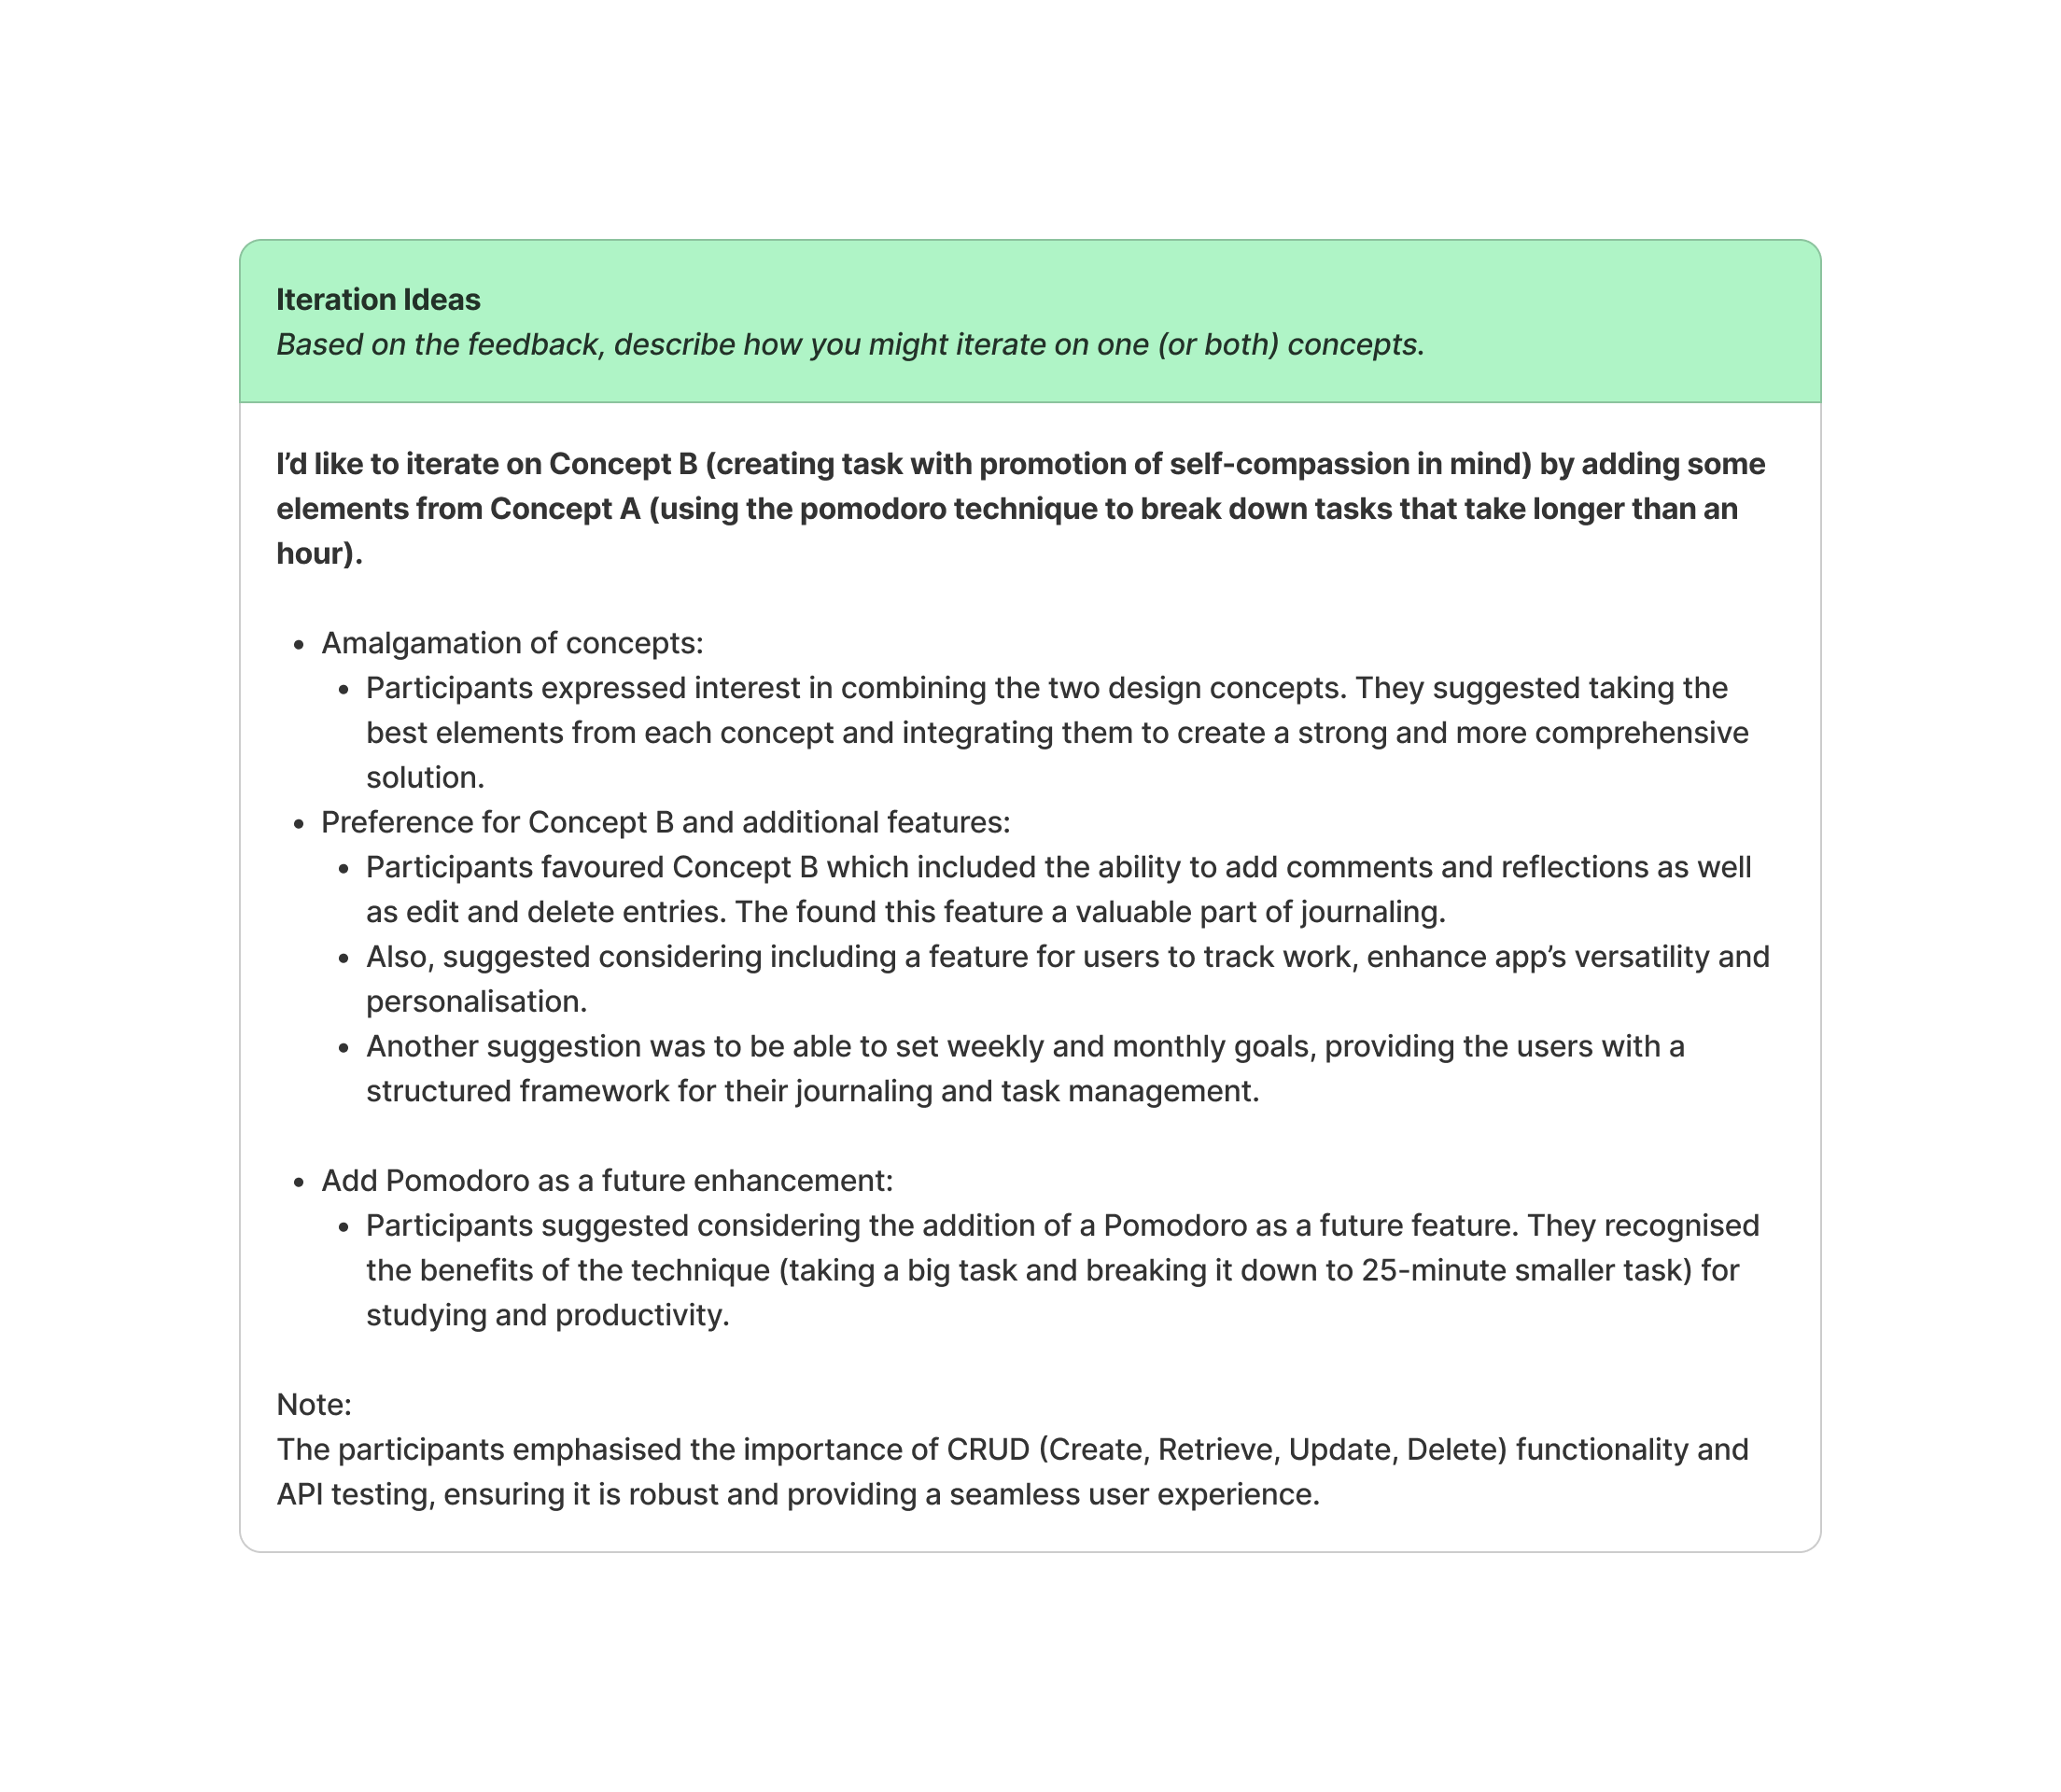 Iteration Ideas
Based on the feedback, describe how you might iterate on one (or both) concepts.
I’d like to iterate on Concept B (creating task with promotion of self-compassion in mind) by adding some
elements from Concept A (using the pomodoro technique to break down tasks that take longer than an
hour).
• Amalgamation of concepts:
• Participants expressed interest in combining the two design concepts. They suggested taking the
best elements from each concept and integrating them to create a strong and more comprehensive
solution.
• Preference for Concept B and additional features:
• Participants favoured Concept B which included the ability to add comments and reflections as well
as edit and delete entries. The found this feature a valuable part of journaling.
• Also, suggested considering including a feature for users to track work, enhance app’s versatility and
personalisation.
• Another suggestion was to be able to set weekly and monthly goals, providing the users with a
structured framework for their journaling and task management.
• Add Pomodoro as a future enhancement:
• Participants suggested considering the addition of a Pomodoro as a future feature. They recognised
the benefits of the technique (taking a big task and breaking it down to 25-minute smaller task) for
studying and productivity.
Note:
The participants emphasised the importance of CRUD (Create, Retrieve, Update, Delete) functionality and
API testing, ensuring it is robust and providing a seamless user experience.